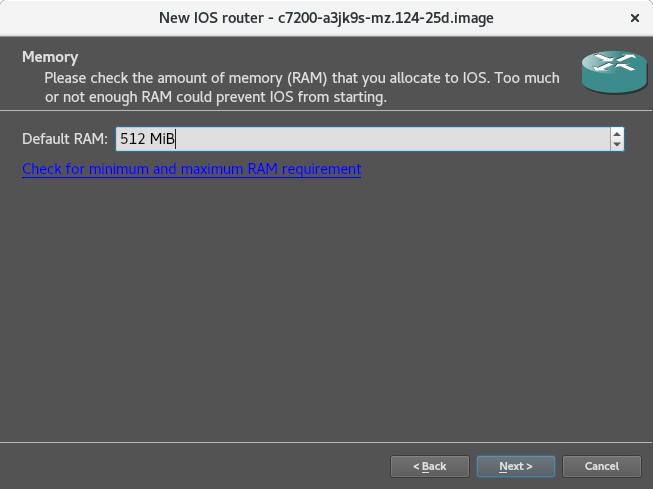 New IOS router - c7200-a3jk9s-mz.124-25d.image
Memory
Please check the amount of memory (RAM) that you allocate to IOS. Too much
or not enough RAM could prevent IOS from starting.
Default RAM: 512 MiB
Check for minimum and maximum RAM requirement
< Back Next > Cancel